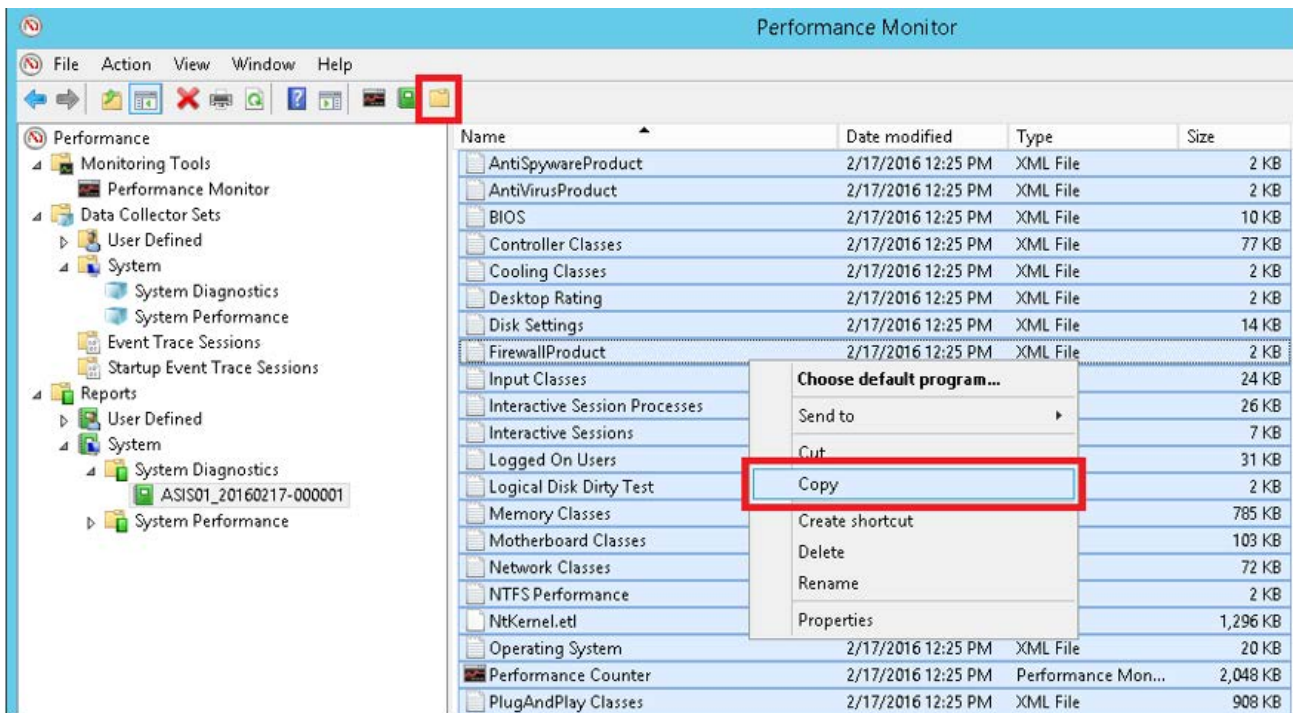 Performance Monitor
File Action View Window Help
Performance
Monitoring Tools
Performance Monitor
Data Collector Sets
User Defined
System
System Diagnostics
System Performance
Event Trace Sessions
Startup Event Trace Sessions
Reports
User Defined
System
System Diagnostics
ASIS01_20160217-000001
System Performance
Name Date modified Type Size
AntiSpywareProduct 2/17/2016 12:25 PM XML File 2 KB
AntiVirusProduct 2/17/2016 12:25 PM XML File 2 KB
BIOS 2/17/2016 12:25 PM XML File 10 KB
Controller Classes 2/17/2016 12:25 PM XML File 77 KB
Cooling Classes 2/17/2016 12:25 PM XML File 2 KB
Desktop Rating 2/17/2016 12:25 PM XML File 2 KB
Disk Settings 2/17/2016 12:25 PM XML File 14 KB
FirewallProduct 2/17/2016 12:25 PM XML File 2 KB
Input Classes 24 KB
Interactive Session Processes 26 KB
Interactive Sessions 7 KB
Logged On Users 31 KB
Logical Disk Dirty Test 2 KB
Memory Classes 785 KB
Motherboard Classes 103 KB
Network Classes 72 KB
NTFS Performance 2 KB
NtKernel.etl 1,296 KB
Operating System 2/17/2016 12:25 PM XML File 20 KB
Performance Counter 2/17/2016 12:25 PM Performance Mon... 2,048 KB
PlugAndPlay Classes 2/17/2016 12:25 PM XML File 908 KB
Choose default program...
Send to
Cut
Copy
Create shortcut
Delete
Rename
Properties